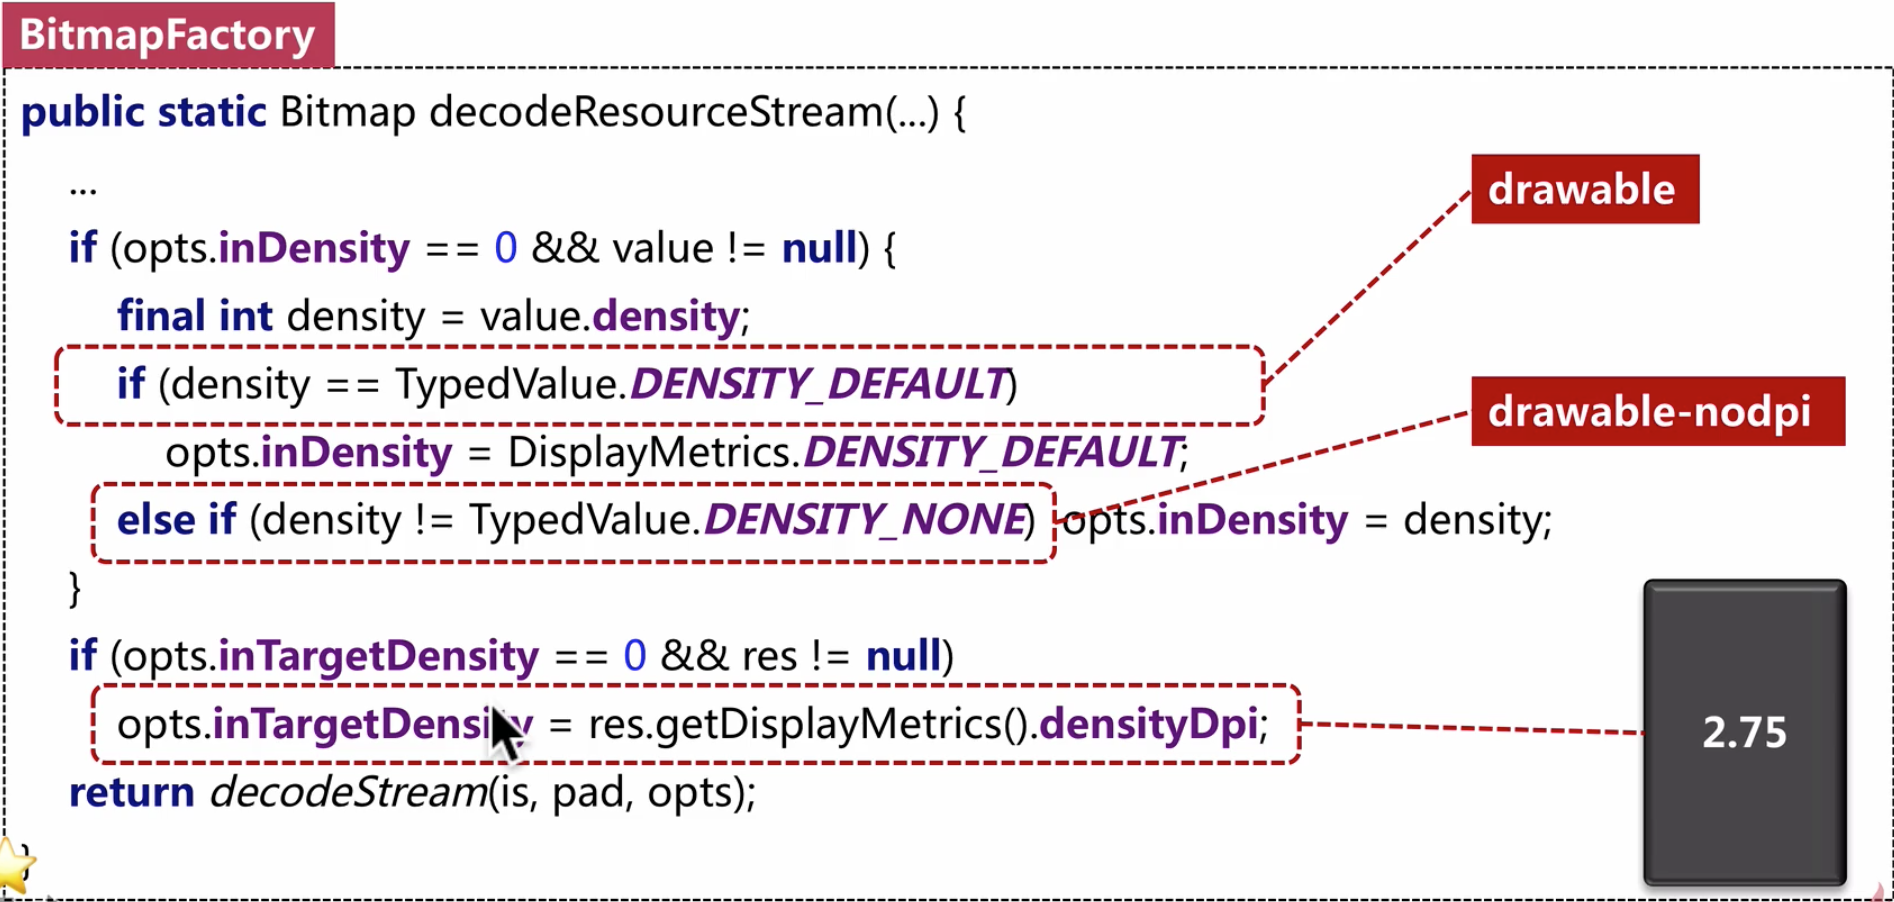 BitmapFactory
public static Bitmap decodeResourceStream(...) {
...
if (opts.inDensity == 0 && value != null) {
final int density = value.density;
if (density == TypedValue.DENSITY_DEFAULT)
opts.inDensity = DisplayMetrics.DENSITY_DEFAULT;
else if (density != TypedValue.DENSITY_NONE) opts.inDensity = density;
}
if (opts.inTargetDensity == 0 && res != null)
opts.inTargetDensity = res.getDisplayMetrics().densityDpi;
return decodeStream(is, pad, opts);
}
drawable
drawable-nodpi
2.75